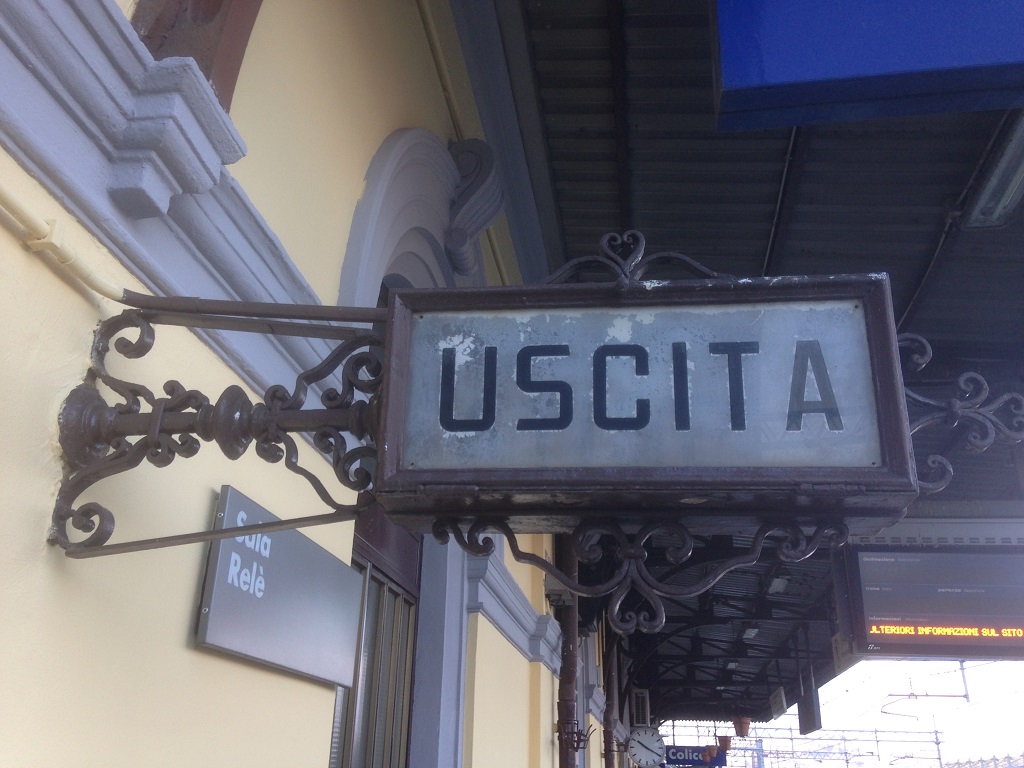 USCITA
Sala
Relè
ULTERIORI INFORMAZIONI SUL SITO
Colico